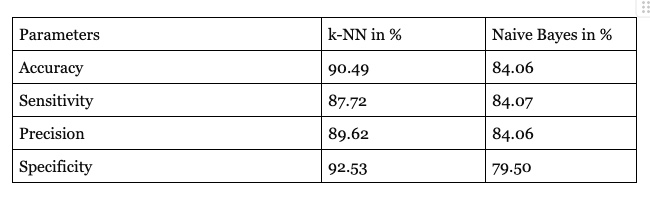 Parameters k-NN in % Naive Bayes in %
Accuracy 90.49 84.06
Sensitivity 87.72 84.07
Precision 89.62 84.06
Specificity 92.53 79.50